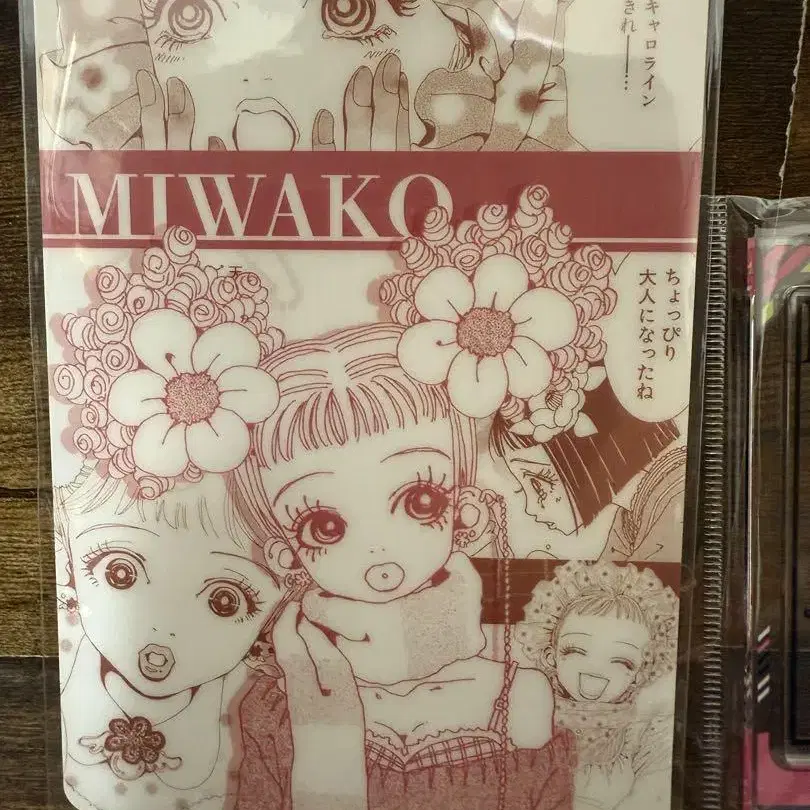 キャロライン
きれ──…
MIWAKO
ちょっぴり
大人になったね